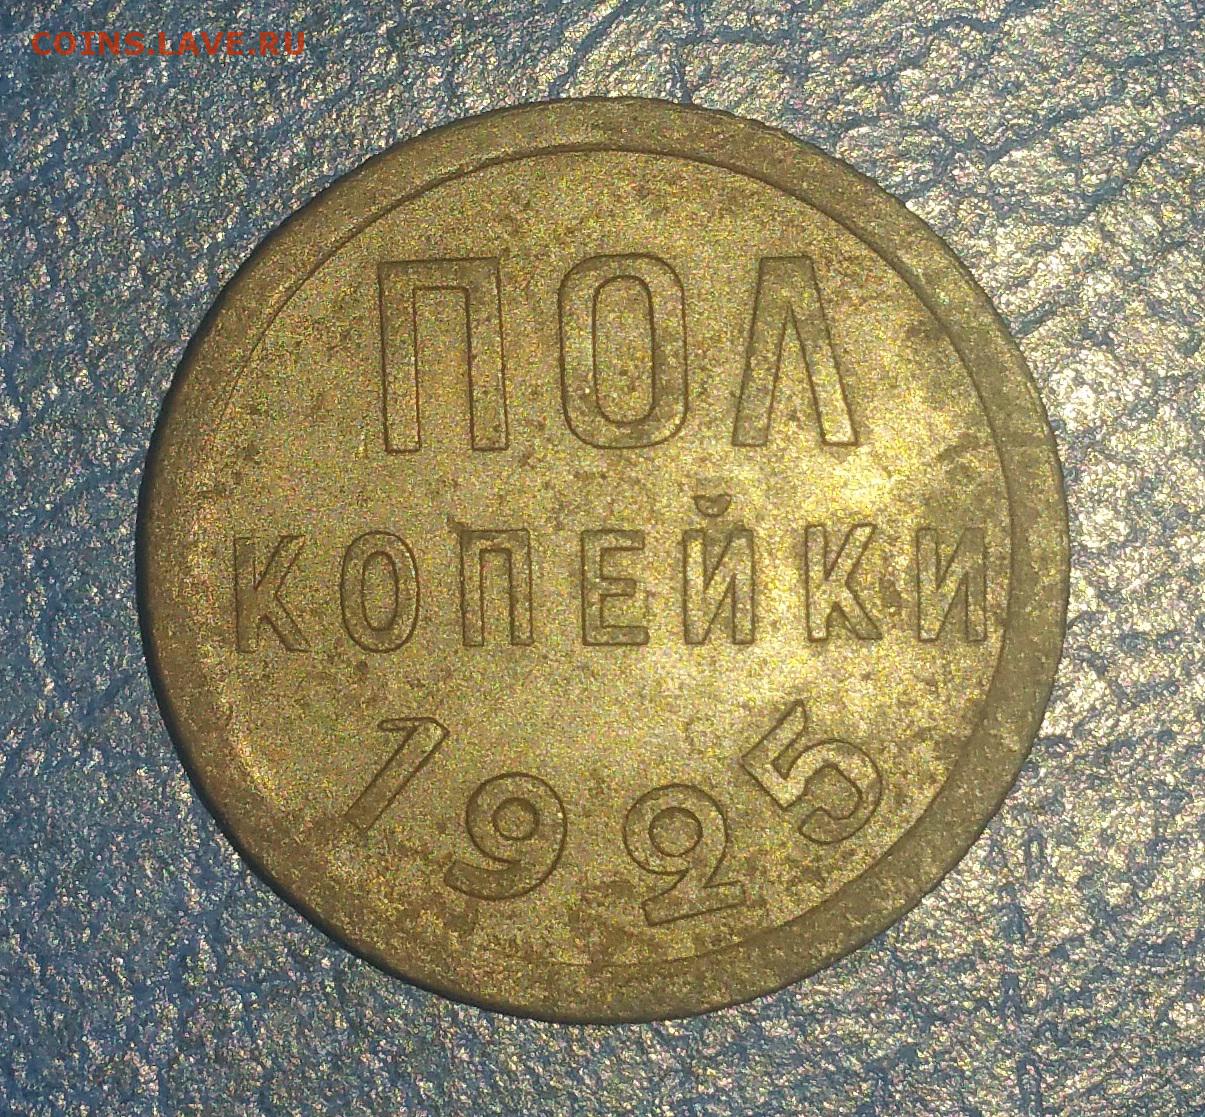 COINS.LAVE.RU
ПОЛ
КОПЕЙКИ
1925